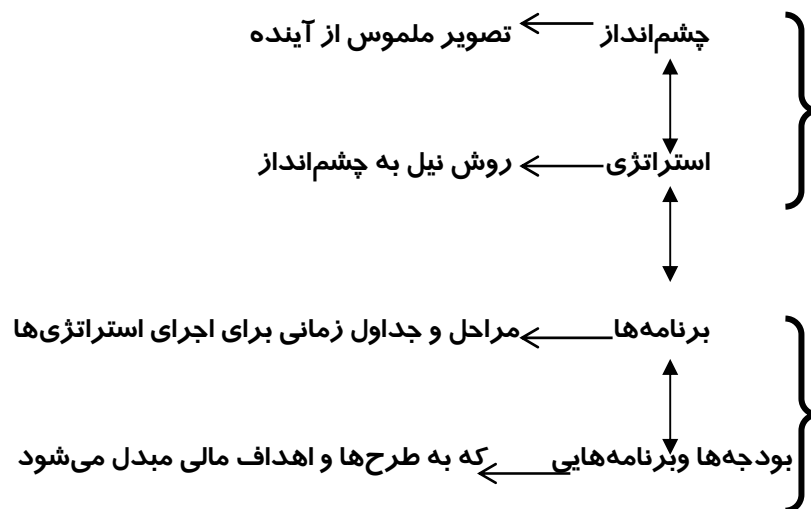 چشم‌انداز تصویر ملموس از آینده
استراتژی روش نیل به چشم‌انداز
برنامه‌ها مراحل و جداول زمانی برای اجرای استراتژی‌ها
بودجه‌ها وبرنامه‌هایی که به طرح‌ها و اهداف مالی مبدل می‌شود